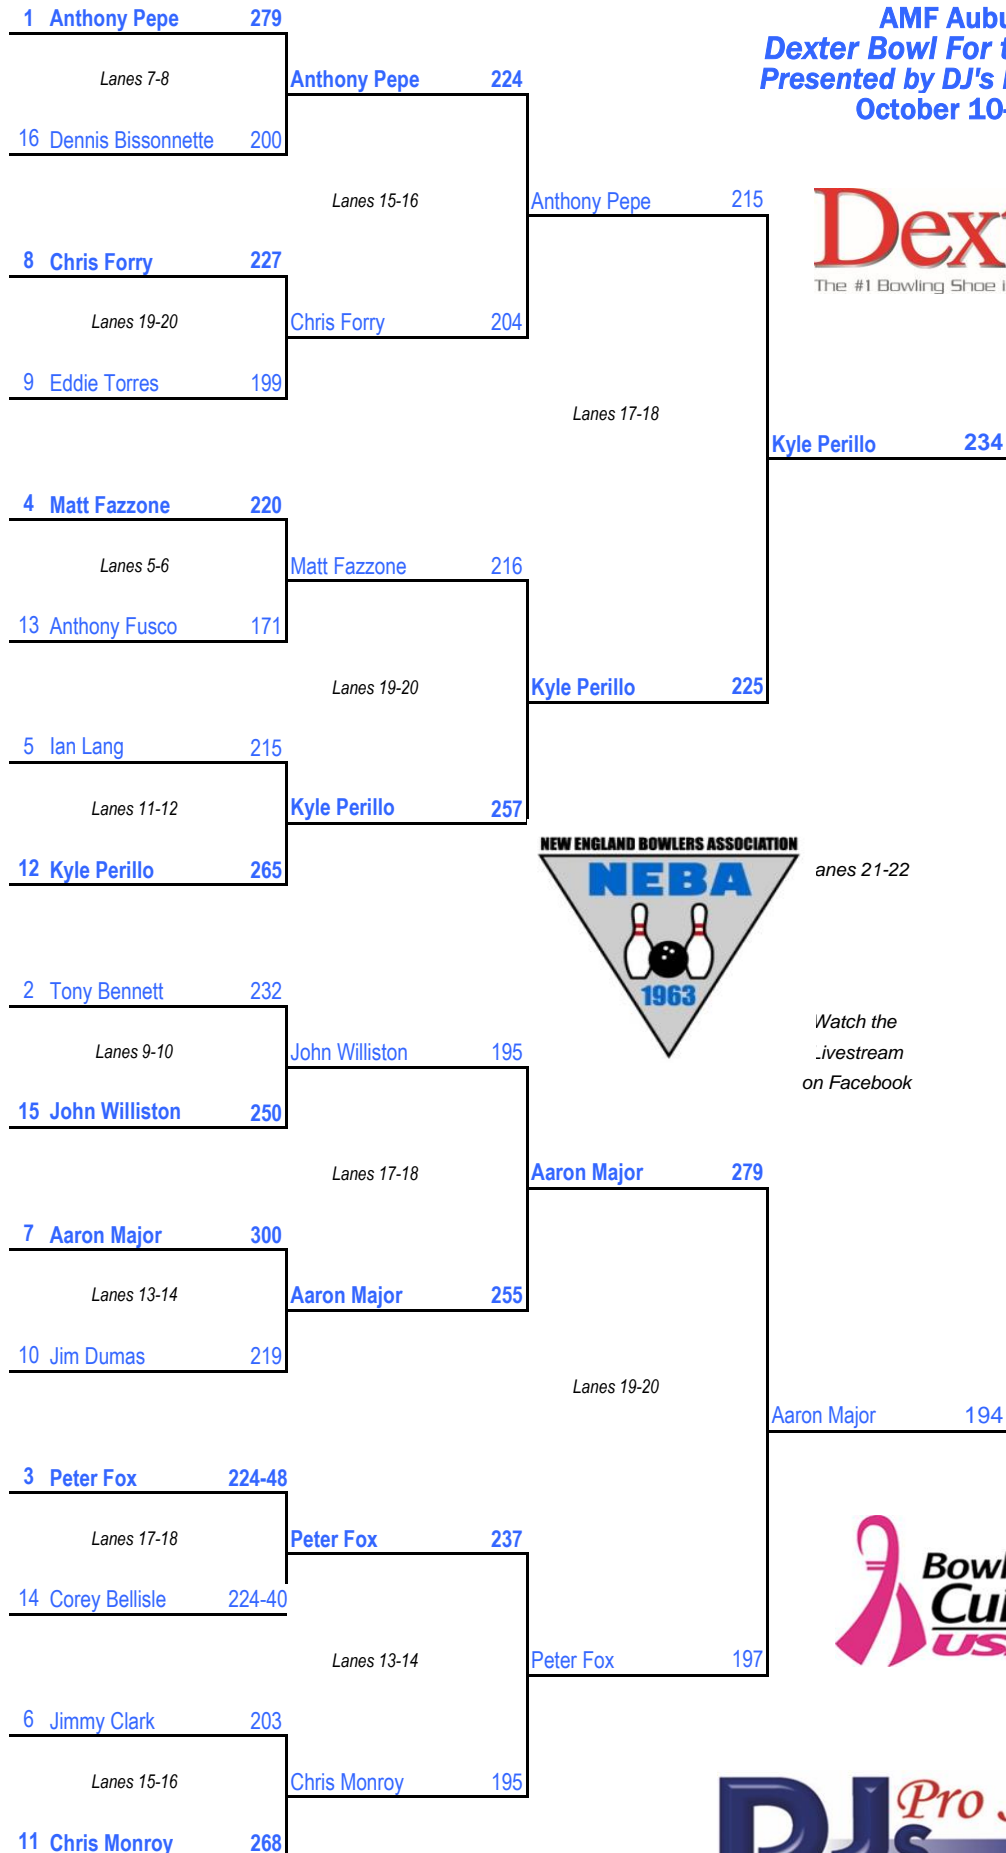 1 Anthony Pepe 279
AMF
Dexter Bowl For
Lanes 7-8
Anthony Pepe 224
Presented by DJ's
October
16 Dennis Bissonnette 200
Lanes 15-16
Anthony Pepe 215
8 Chris Forry 227
The #1 Bowling Shoe
Lanes 19-20
Chris Forry 204
9 Eddie Torres 199
Lanes 17-18
Kyle Perillo 234
4 Matt Fazzone 220
Lanes 5-6
Matt Fazzone 216
13 Anthony Fusco 171
Lanes 19-20
Kyle Perillo 225
5 Ian Lang 215
Lanes 11-12
Kyle Perillo 257
NEW ENGLAND BOWLERS ASSOCIATION
NEBA
1963
12 Kyle Perillo 265
anes 21-22
2 Tony Bennett 232
Watch the
Livestream
on Facebook
Lanes 9-10
John Williston 195
15 John Williston 250
Lanes 17-18
Aaron Major 279
7 Aaron Major 300
Lanes 13-14
Aaron Major 255
10 Jim Dumas 219
Lanes 19-20
Aaron Major 194
3 Peter Fox 224-48
Lanes 17-18
Peter Fox 237
14 Corey Bellisle 224-40
Lanes 13-14
Peter Fox 197
6 Jimmy Clark 203
Lanes 15-16
Chris Monroy 195
DJs Pro
11 Chris Monroy 268